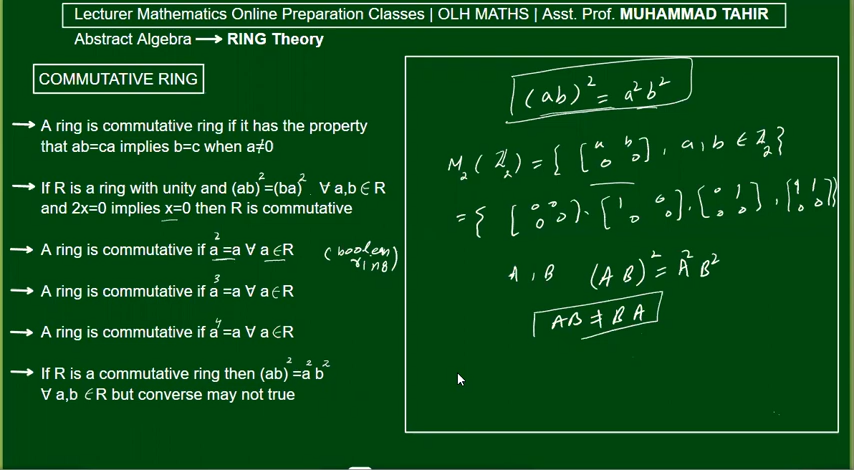 Lecturer Mathematics Online Preparation Classes | OLH MATHS | Asst. Prof. MUHAMMAD TAHIR
Abstract Algebra → RING Theory
COMMUTATIVE RING
→ A ring is commutative ring if it has the property
that ab=ca implies b=c when a≠0
→ If R is a ring with unity and (ab)²=(ba)² ∀ a,b ∈ R
and 2x=0 implies x=0 then R is commutative
→ A ring is commutative if a²=a ∀ a ∈R (boolean
ring)
→ A ring is commutative if a³=a ∀ a∈R
→ A ring is commutative if a⁴=a ∀ a∈R
→ If R is a commutative ring then (ab)²=a²b²
∀ a,b ∈R but converse may not true
(ab)² = a²b²
M₂(ℤ₂) = { [a b; 0 0], a,b ∈ ℤ₂}
= { [0 0; 0 0], [1 0; 0 0], [0 1; 0 0], [1 1; 0 0]}
A, B (AB)² = A²B²
AB ≠ BA